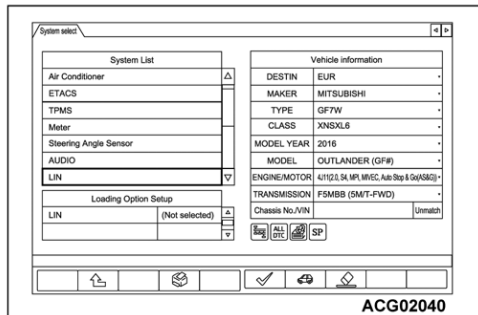 System select
System List
Air Conditioner
ETACS
TPMS
Meter
Steering Angle Sensor
AUDIO
LIN
Loading Option Setup
LIN (Not selected)
Vehicle information
DESTIN EUR
MAKER MITSUBISHI
TYPE GF7W
CLASS XNSXL6
MODEL YEAR 2016
MODEL OUTLANDER (GF#)
ENGINE/MOTOR 4J11(2.0, S4, MPI, MIVEC, Auto Stop & Go(AS&G))
TRANSMISSION F5MBB (5M/T-FWD)
Chassis No./VIN Unmatch
ALL DTC SP
ACG02040